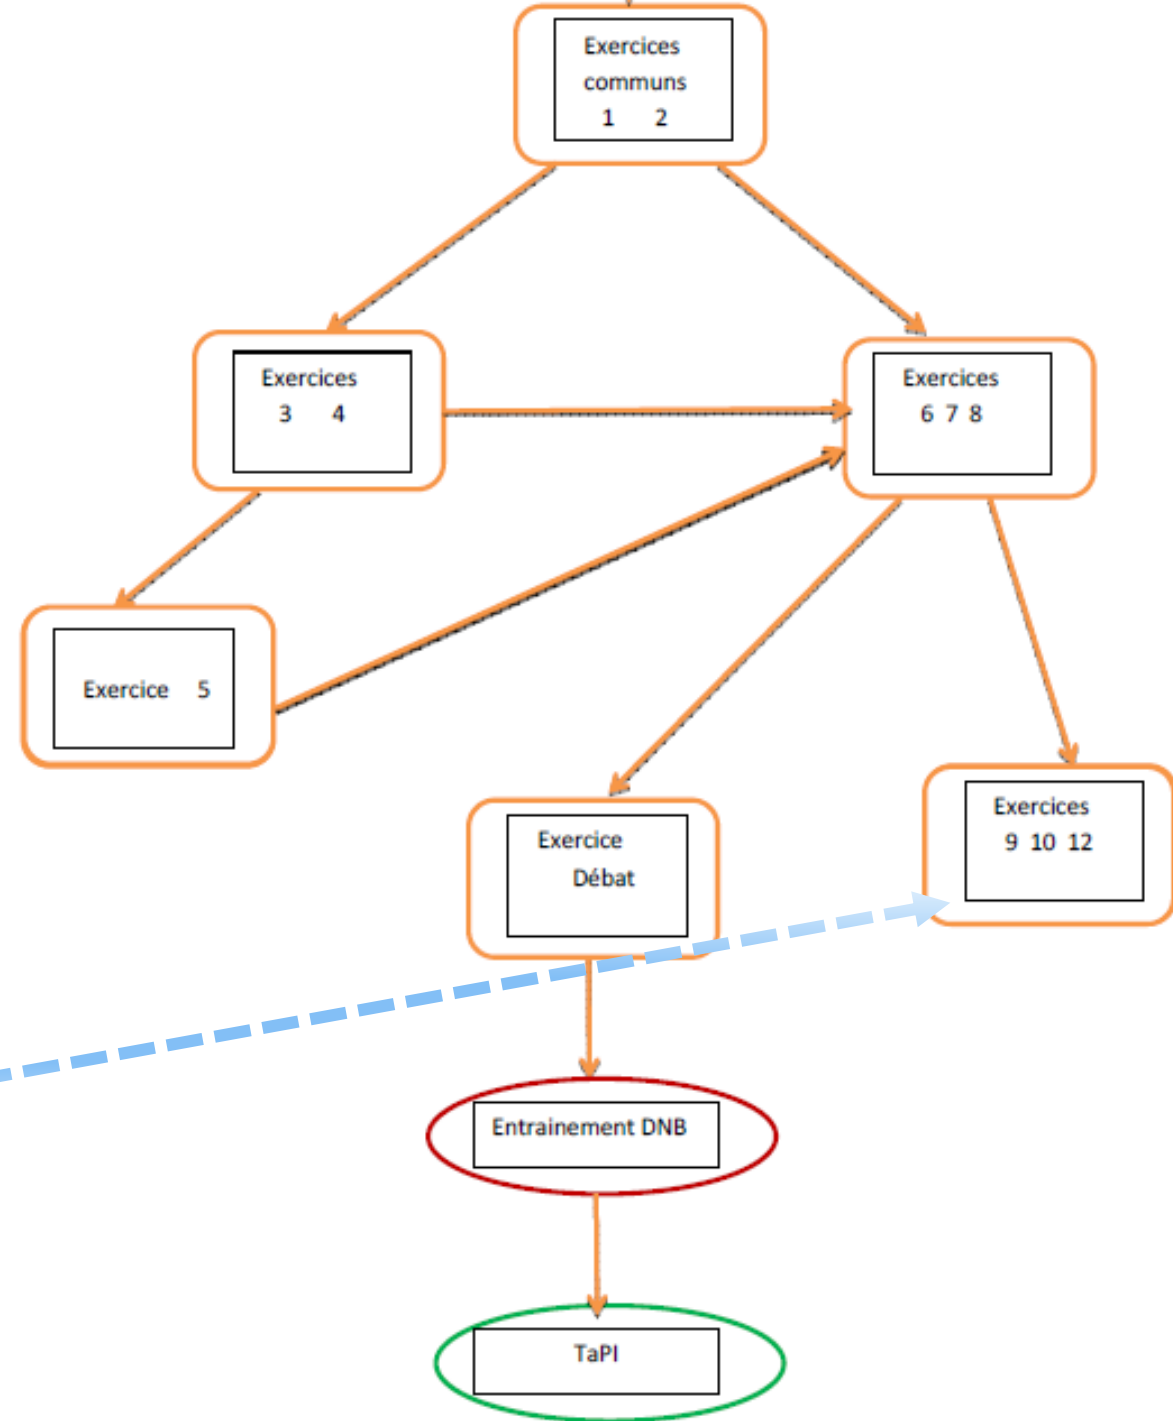 Exercices
communs
1 2
Exercices
3 4
Exercices
6 7 8
Exercice 5
Exercice
Débat
Exercices
9 10 12
Entrainement DNB
TaPI